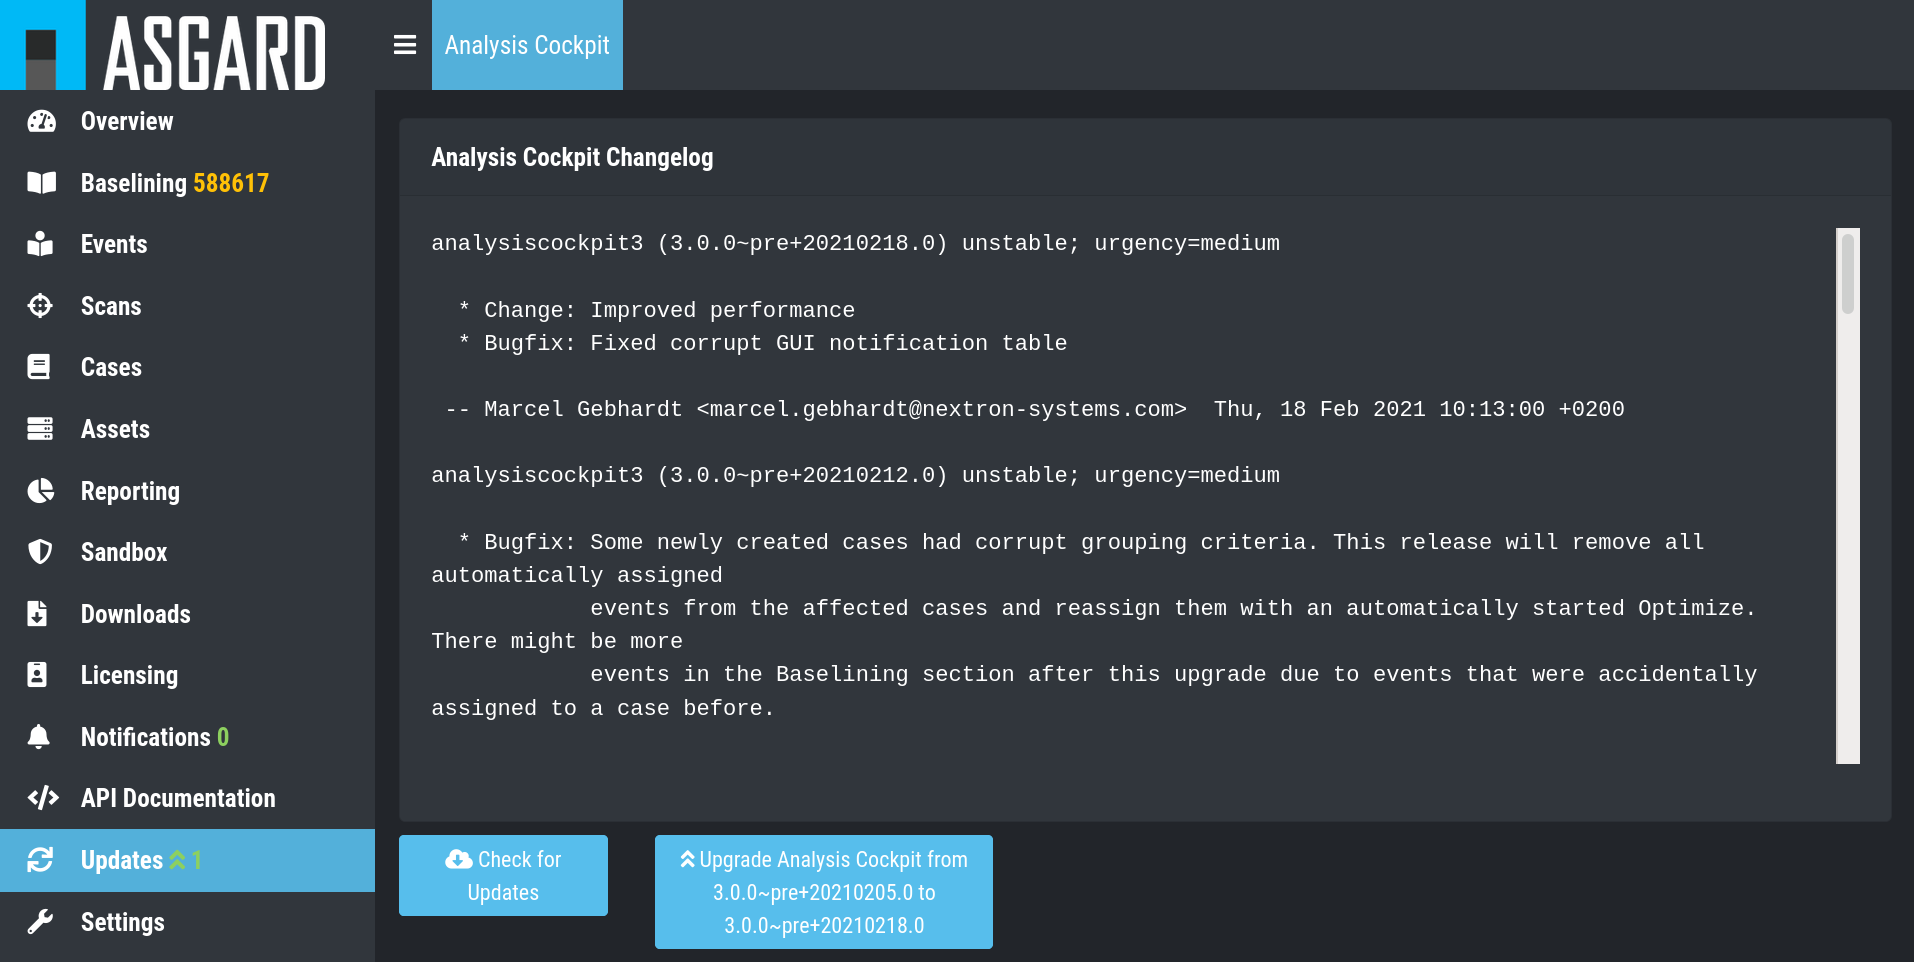 ASGARD
Analysis Cockpit
Overview
Baselining 588617
Events
Scans
Cases
Assets
Reporting
Sandbox
Downloads
Licensing
Notifications 0
API Documentation
Updates 1
Settings
Analysis Cockpit Changelog
analysiscockpit3 (3.0.0~pre+20210218.0) unstable; urgency=medium
* Change: Improved performance
* Bugfix: Fixed corrupt GUI notification table
-- Marcel Gebhardt <marcel.gebhardt@nextron-systems.com>  Thu, 18 Feb 2021 10:13:00 +0200
analysiscockpit3 (3.0.0~pre+20210212.0) unstable; urgency=medium
* Bugfix: Some newly created cases had corrupt grouping criteria. This release will remove all
automatically assigned
events from the affected cases and reassign them with an automatically started Optimize.
There might be more
events in the Baselining section after this upgrade due to events that were accidentally
assigned to a case before.
Check for
Updates
Upgrade Analysis Cockpit from
3.0.0~pre+20210205.0 to
3.0.0~pre+20210218.0